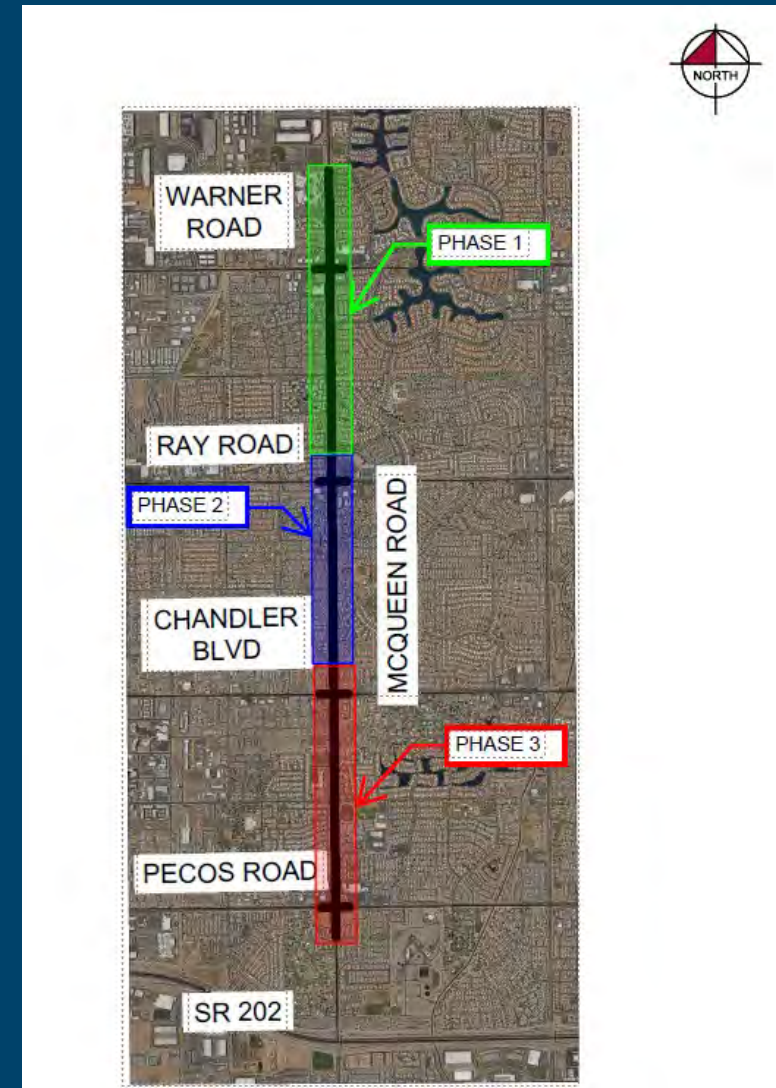 NORTH
WARNER
ROAD
PHASE 1
RAY ROAD
PHASE 2
MCQUEEN ROAD
CHANDLER
BLVD
PHASE 3
PECOS ROAD
SR 202